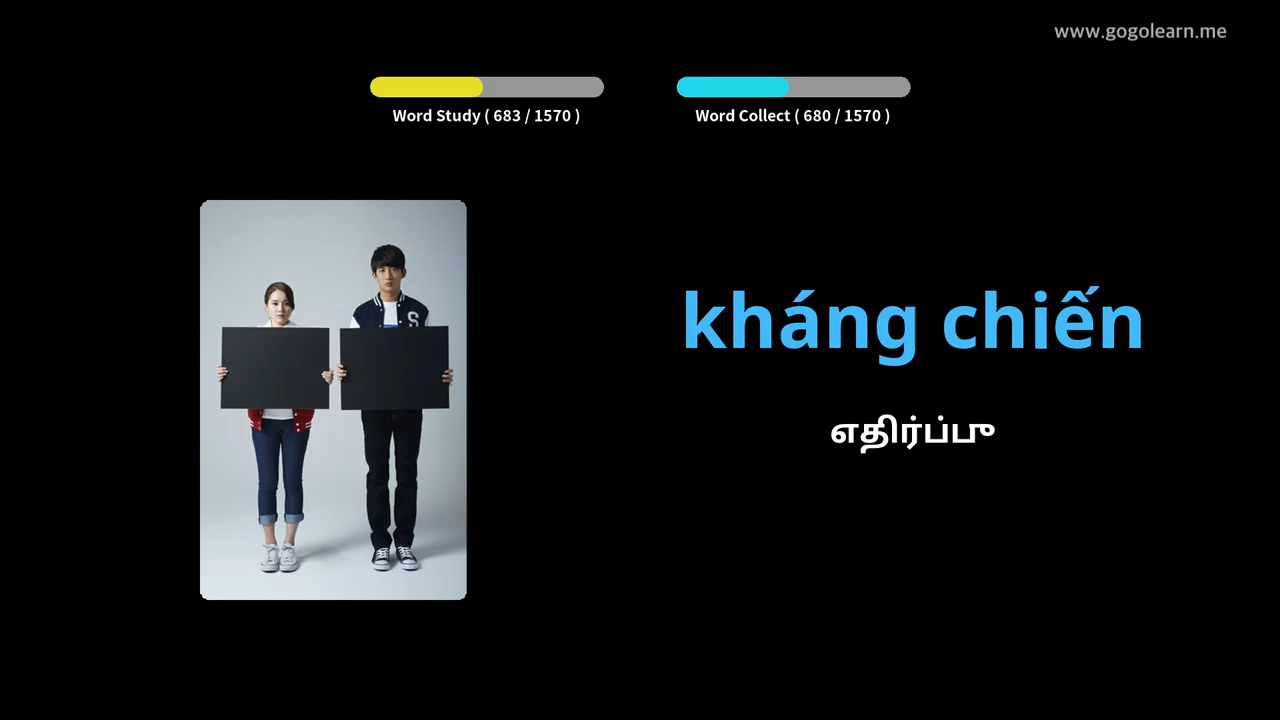 www.gogolearn.me
Word Study ( 683 / 1570 )
Word Collect ( 680 / 1570 )
S
kháng chiến
எதிர்ப்பு